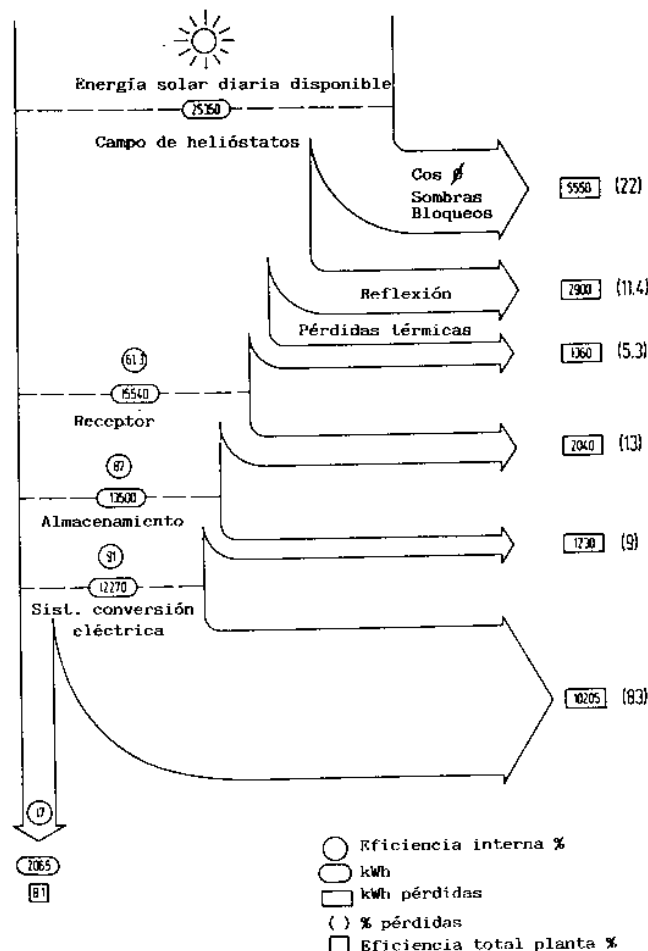 Energía solar diaria disponible
25350
Campo de helióstatos
Cos ø
Sombras
Bloqueos
5550 (22)
Reflexión
2900 (11.4)
Pérdidas térmicas
1360 (5.3)
61.3
15540
Receptor
2040 (13)
87
13500
Almacenamiento
1230 (9)
91
12270
Sist. conversión
eléctrica
10205 (83)
17
2065
8.1
Eficiencia interna %
kWh
kWh pérdidas
( ) % pérdidas
Eficiencia total planta %